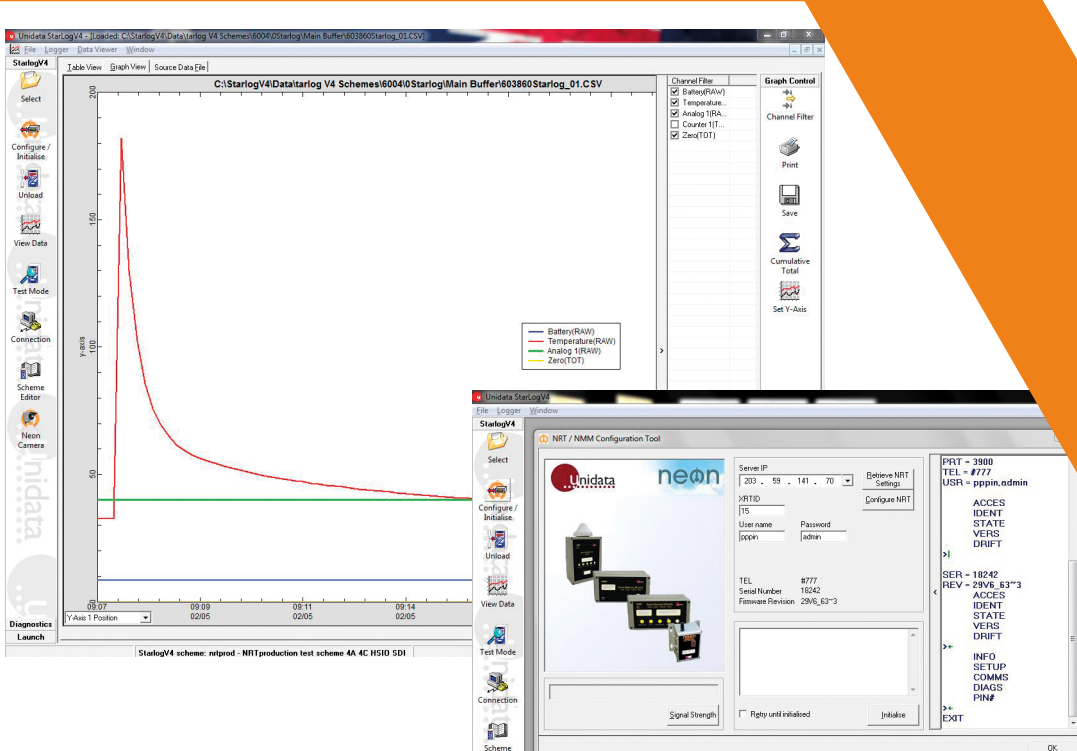 Unidata StarLogV4 - [Loaded: C:\StarlogV4\Data\tarlog V4 Schemes\6004\0Starlog\Main Buffer\603860Starlog_01.CSV]
File Logger Data Viewer Window
StarlogV4
Select
Configure / Initialise
Unload
View Data
Test Mode
Connection
Scheme Editor
Neon Camera
Unidata
Diagnostics
Launch
Table View Graph View Source Data File
C:\StarlogV4\Data\tarlog V4 Schemes\6004\0Starlog\Main Buffer\603860Starlog_01.CSV
200
150
100
50
0
Y-axis
09:07 09:09 09:11 09:14
02/05 02/05 02/05
Y-Axis 1 Position
Battery(RAW)
Temperature(RAW)
Analog 1(RAW)
Zero(TOT)
Channel Filter
Battery(RAW)
Temperature...
Analog 1(RA...
Counter 1(T...
Zero(TOT)
Graph Control
Channel Filter
Print
Save
Cumulative Total
Set Y-Axis
StarlogV4 scheme: nrtprod - NRTproduction test scheme 4A 4C HSIO SDI
Unidata StarLogV4
File Logger Window
StarlogV4
Select
Configure / Initialise
Unload
View Data
Test Mode
Connection
Scheme
NRT / NMM Configuration Tool
Unidata
neon
Signal Strength
Server IP
203 . 59 . 141 . 70
Retrieve NRT Settings
XRTID
15
Configure NRT
User name Password
pppin admin
TEL #777
Serial Number 18242
Firmware Revision 29V6_63~3
Retry until initialised
Initialise
PRT = 3900
TEL = #777
USR = pppin,admin
ACCES
IDENT
STATE
VERS
DRIFT
>
SER = 18242
REV = 29V6_63~3
ACCES
IDENT
STATE
VERS
DRIFT
>←
INFO
SETUP
COMMS
DIAGS
PIN#
>←
EXIT
OK